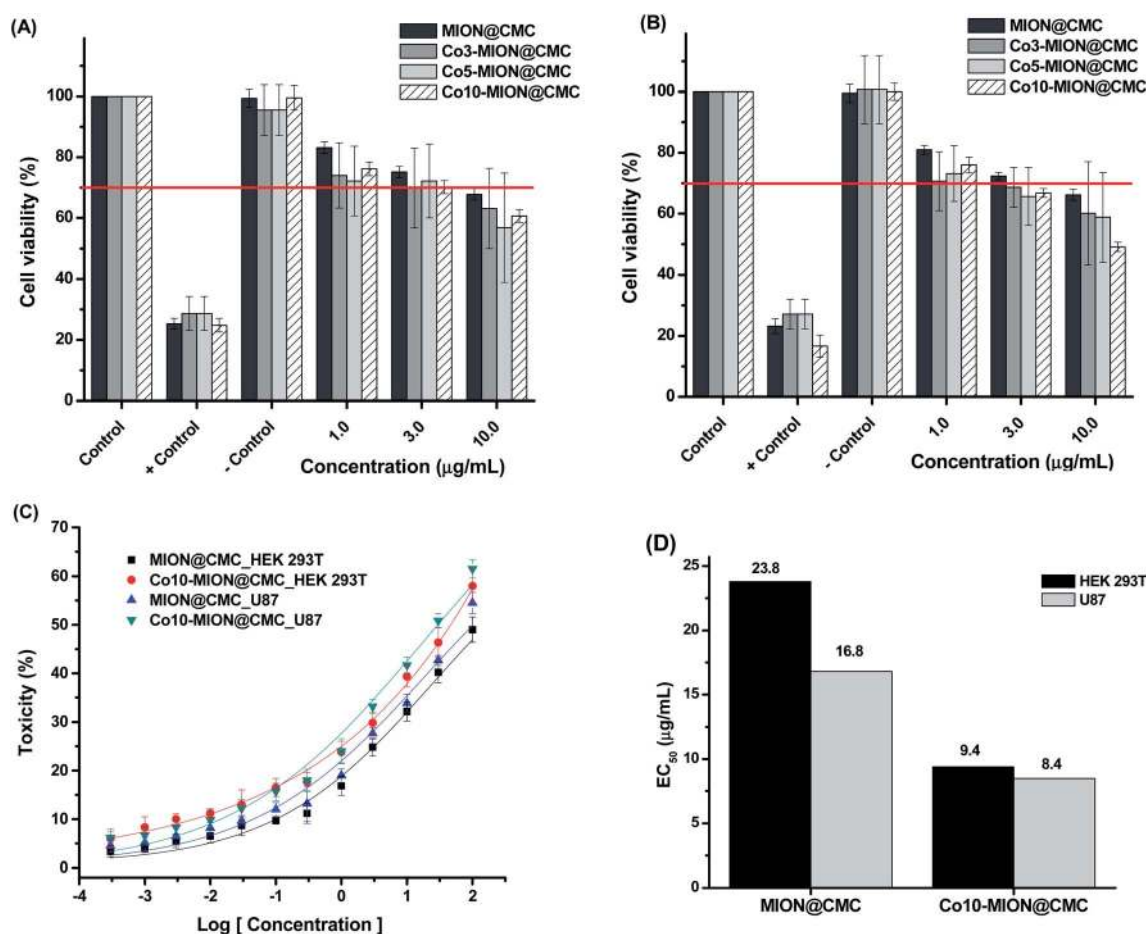 (A)
MION@CMC
Co3-MION@CMC
Co5-MION@CMC
Co10-MION@CMC
Cell viability (%)
100
80
60
40
20
0
Control
+ Control
- Control
1.0
3.0
10.0
Concentration (μg/mL)
(B)
MION@CMC
Co3-MION@CMC
Co5-MION@CMC
Co10-MION@CMC
Cell viability (%)
100
80
60
40
20
0
Control
+ Control
- Control
1.0
3.0
10.0
Concentration (μg/mL)
(C)
MION@CMC_HEK 293T
Co10-MION@CMC_HEK 293T
MION@CMC_U87
Co10-MION@CMC_U87
Toxicity (%)
70
60
50
40
30
20
10
0
-4 -3 -2 -1 0 1 2
Log [ Concentration ]
(D)
HEK 293T
U87
EC50 (μg/mL)
25
20
15
10
5
0
23.8
16.8
9.4
8.4
MION@CMC Co10-MION@CMC